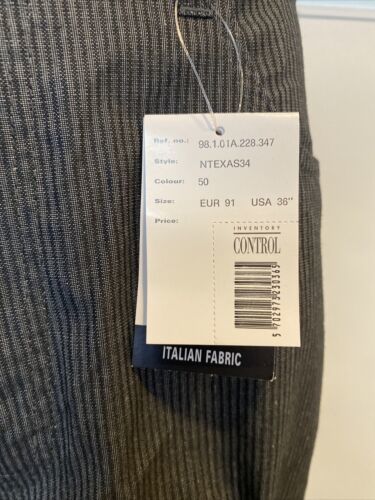 Ref. no.: 98.1.01A.228.347
Style: NTEXAS34
Colour: 50
Size: EUR 91 USA 36"
Price:
INVENTORY
CONTROL
5702973230365
ITALIAN FABRIC